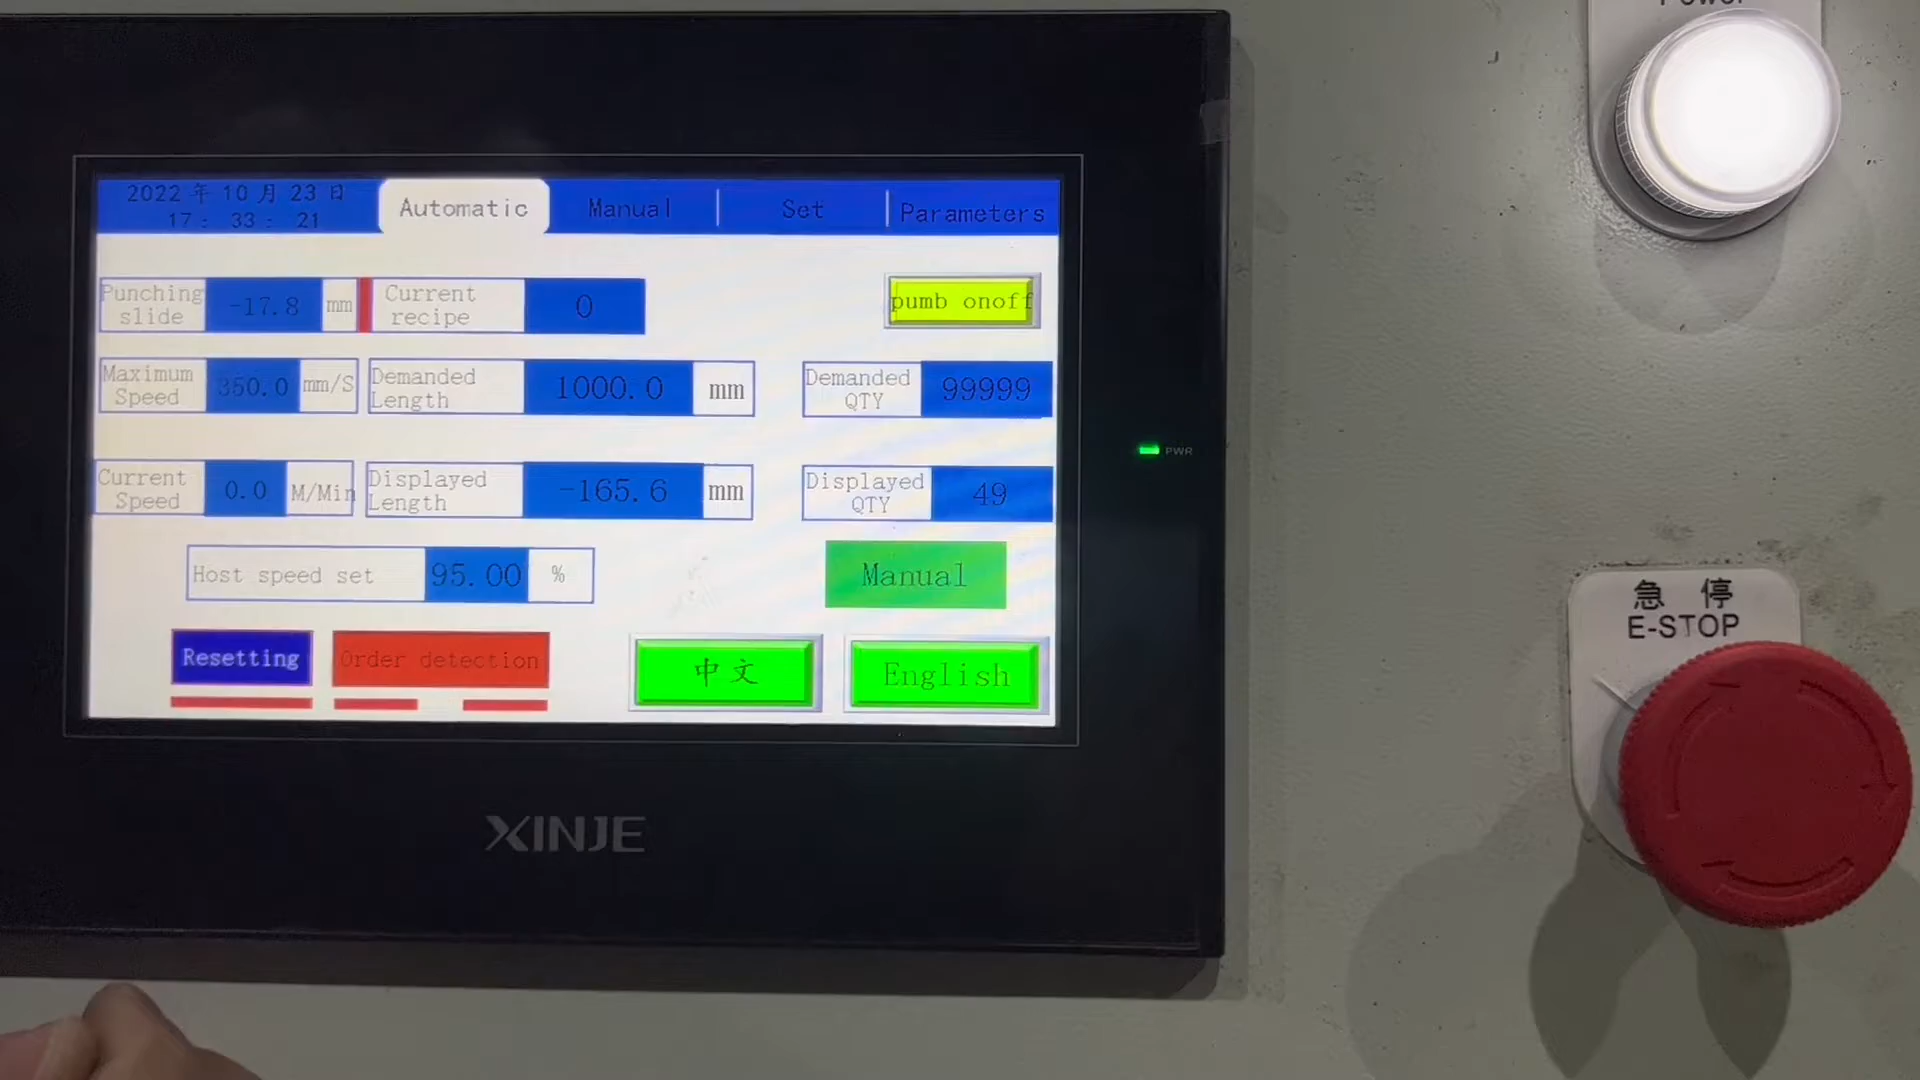 Power
2022 年 10 月 23 日
17 : 33 : 21
Automatic
Manual
Set
Parameters
Punching
slide
-17.8
mm
Current
recipe
0
pumb onoff
Maximum
Speed
350.0
mm/S
Demanded
Length
1000.0
mm
Demanded
QTY
99999
Current
Speed
0.0
M/Min
Displayed
Length
-165.6
mm
Displayed
QTY
49
Host speed set
95.00
%
Manual
Resetting
Order detection
中文
English
PWR
XINJE
急 停
E-STOP